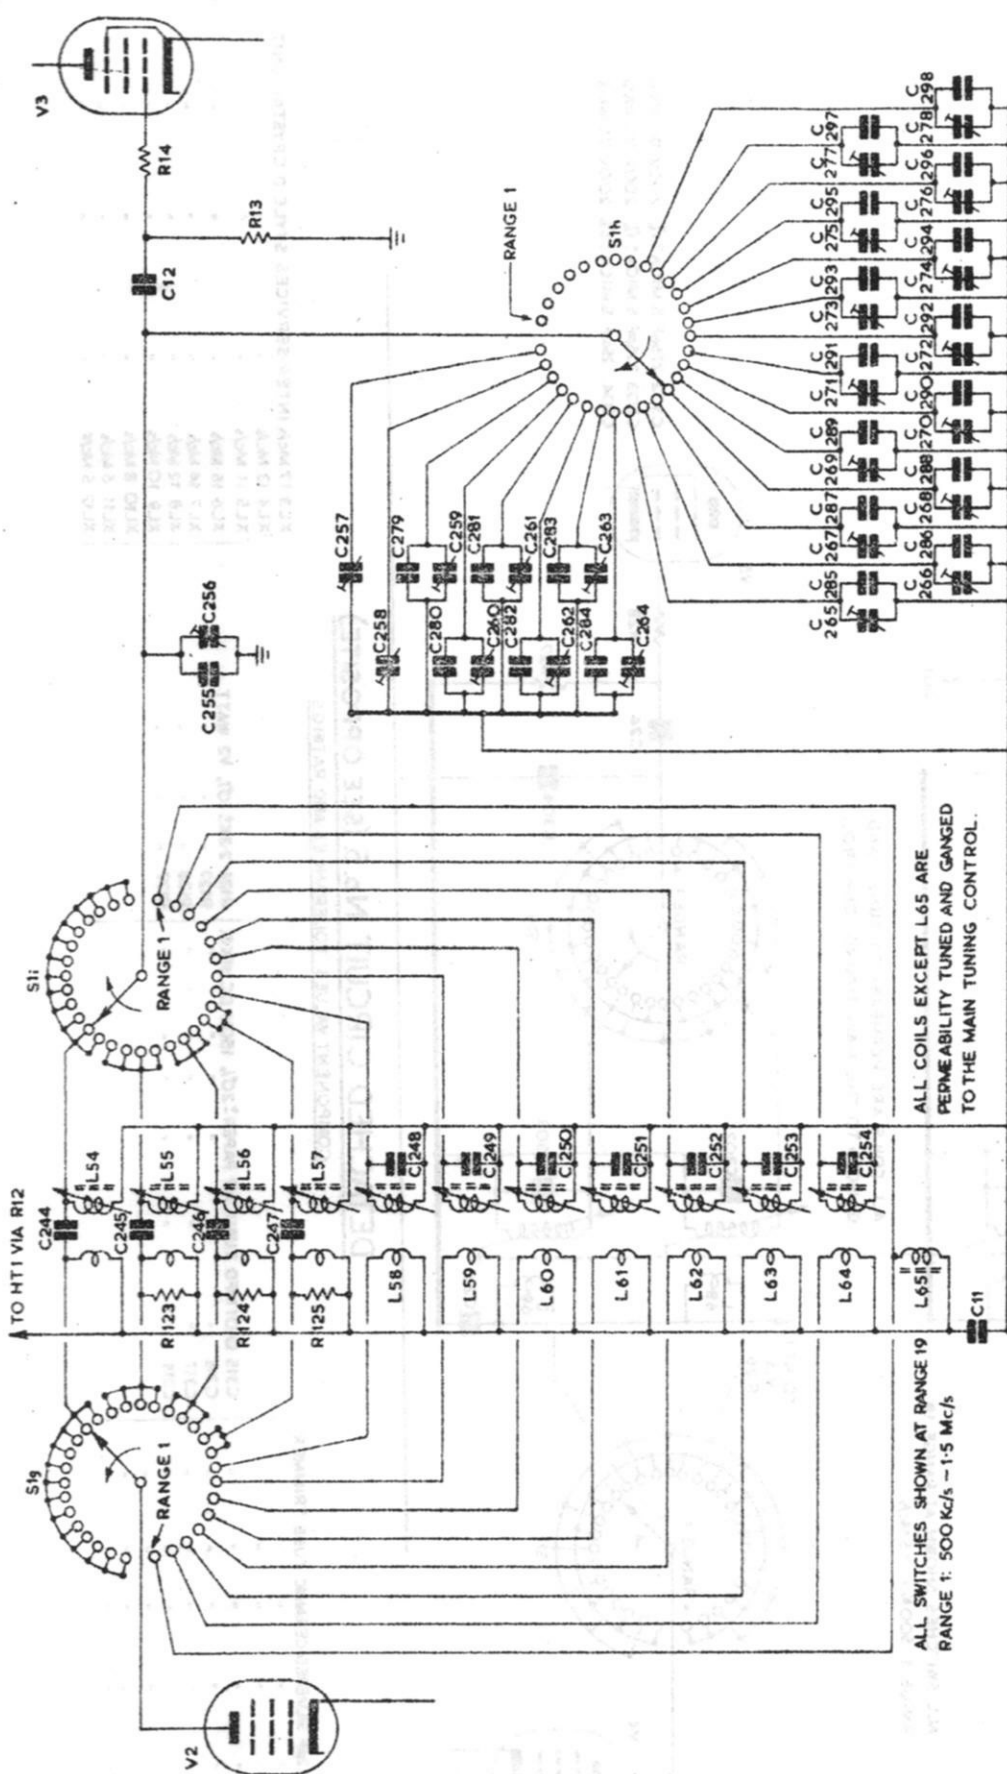 TO HT1 VIA R12
V2
S1g
RANGE 1
R123
R124
R125
C244
C245
C246
C247
L54
L55
L56
L57
L58
L59
L60
L61
L62
L63
L64
L65
C248
C249
C250
C251
C252
C253
C254
C11
S1i
RANGE 1
C255
C256
C12
R13
R14
V3
RANGE 1
S1h
C257
C258
C279
C259
C280
C260
C281
C261
C282
C262
C283
C263
C284
C264
C
265
285
C
267
287
C
269
289
C
271
291
C
273
293
C
275
295
C
277
297
C
266
286
C
268
288
C
270
290
C
272
292
C
274
294
C
276
296
C
278
298
ALL SWITCHES SHOWN AT RANGE 19
RANGE 1: 500 Kc/s – 1·5 Mc/s
ALL COILS EXCEPT L65 ARE
PERMEABILITY TUNED AND GANGED
TO THE MAIN TUNING CONTROL.